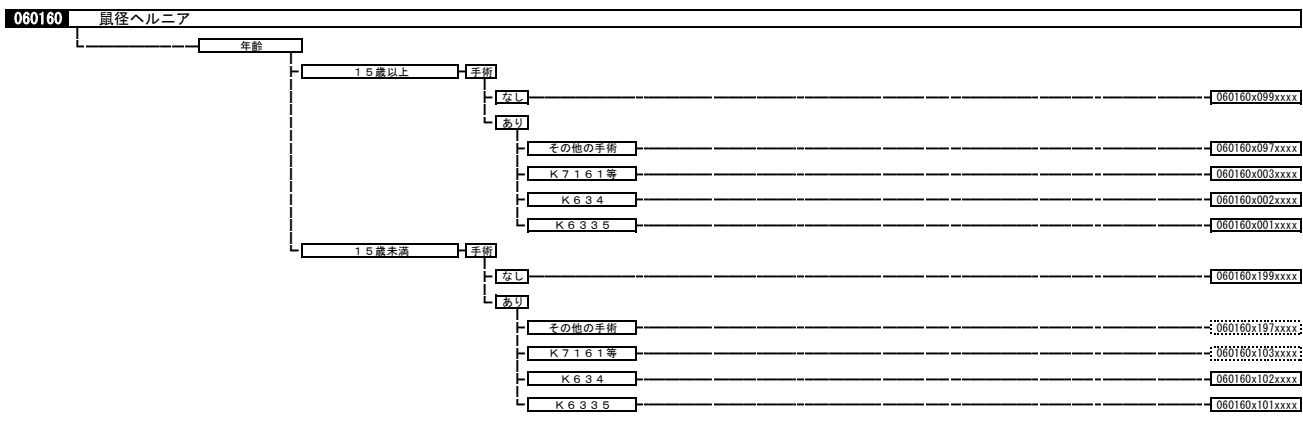 060160 鼠径ヘルニア
年齢
１５歳以上 手術
なし 060160x099xxxx
あり
その他の手術 060160x097xxxx
Ｋ７１６１等 060160x003xxxx
Ｋ６３４ 060160x002xxxx
Ｋ６３３５ 060160x001xxxx
１５歳未満 手術
なし 060160x199xxxx
あり
その他の手術 060160x197xxxx
Ｋ７１６１等 060160x103xxxx
Ｋ６３４ 060160x102xxxx
Ｋ６３３５ 060160x101xxxx